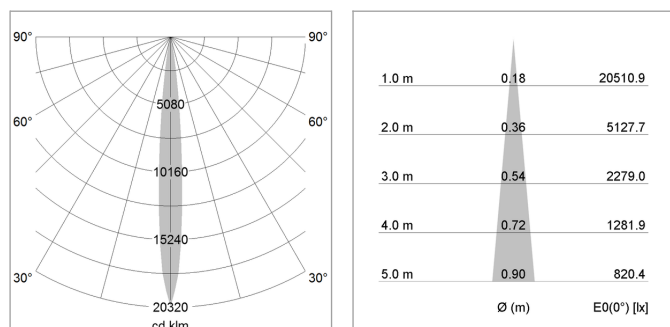 90° 90°
5080
60° 60°
10160
15240
30° 30°
20320
cd klm
1.0 m 0.18 20510.9
2.0 m 0.36 5127.7
3.0 m 0.54 2279.0
4.0 m 0.72 1281.9
5.0 m 0.90 820.4
Ø (m) E0(0°) [lx]